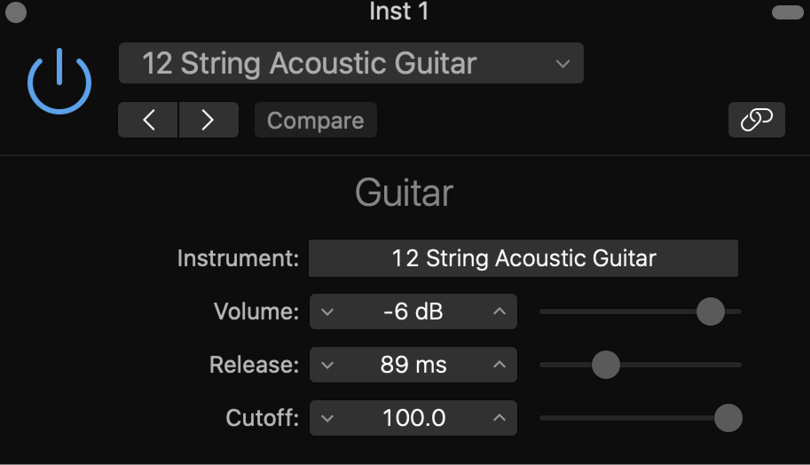 Inst 1
12 String Acoustic Guitar
Compare
Guitar
Instrument: 12 String Acoustic Guitar
Volume: -6 dB
Release: 89 ms
Cutoff: 100.0